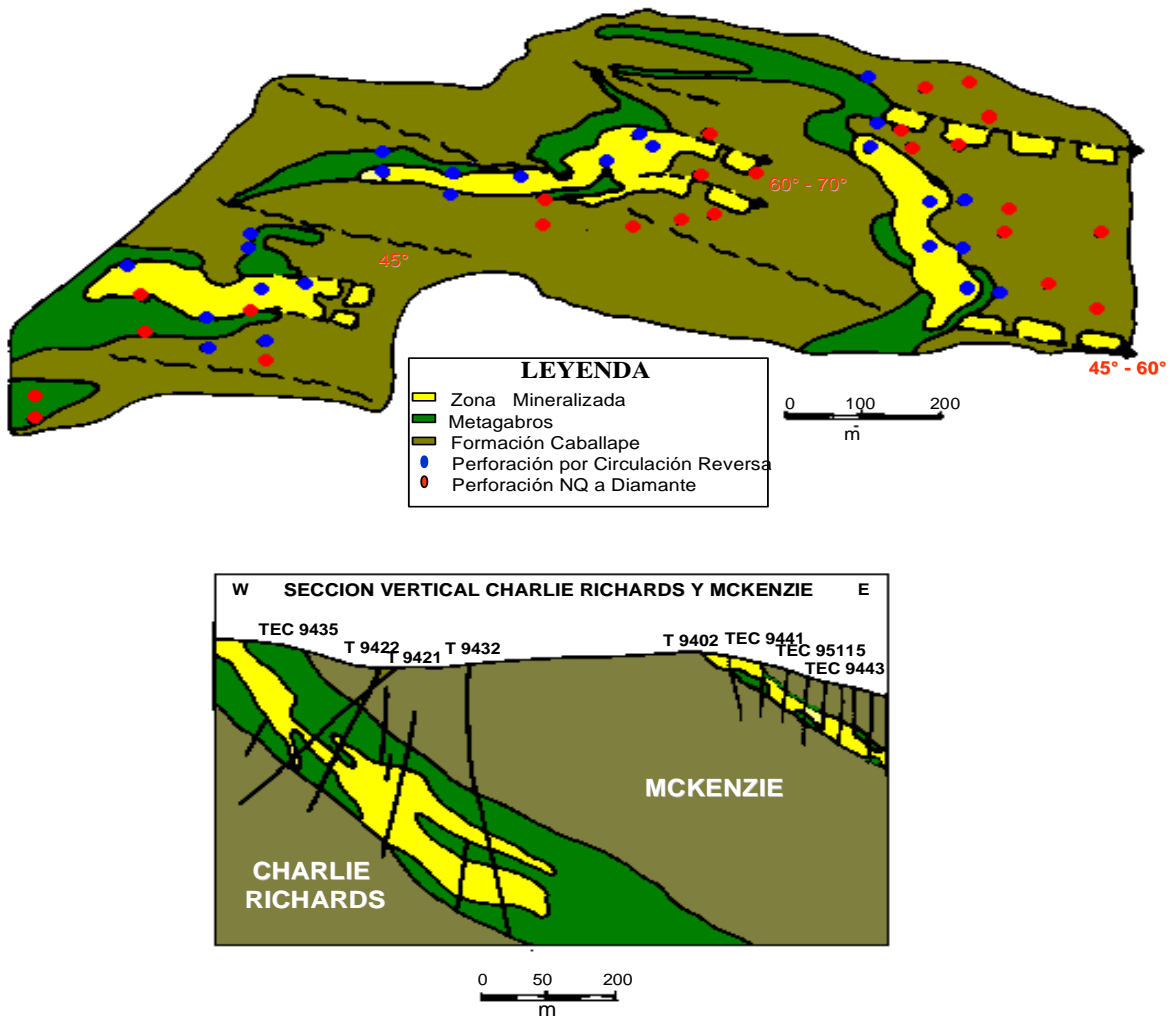 60° - 70°
45°
45° - 60°
LEYENDA
Zona Mineralizada
Metagabros
Formación Caballape
Perforación por Circulación Reversa
Perforación NQ a Diamante
0 100 200
m
W SECCION VERTICAL CHARLIE RICHARDS Y MCKENZIE E
TEC 9435
T 9422
T 9421
T 9432
T 9402
TEC 9441
TEC 95115
TEC 9443
MCKENZIE
CHARLIE
RICHARDS
0 50 200
m